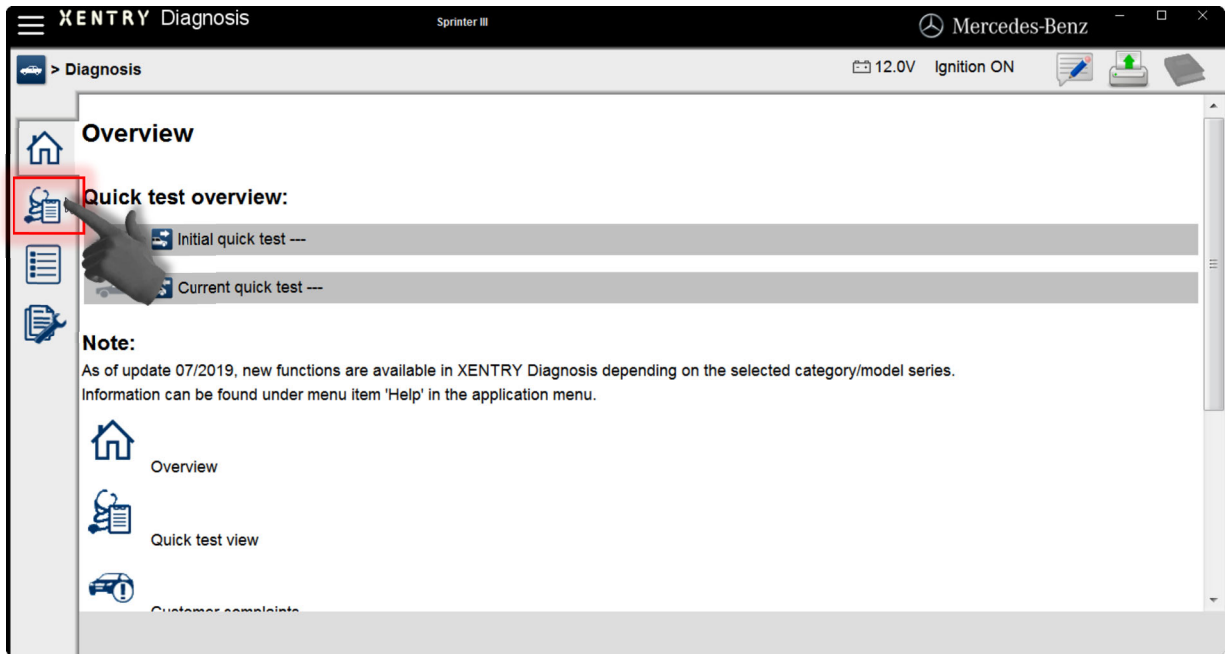 XENTRY Diagnosis
Sprinter III
Mercedes-Benz
> Diagnosis
12.0V
Ignition ON
Overview
Quick test overview:
Initial quick test ---
Current quick test ---
Note:
As of update 07/2019, new functions are available in XENTRY Diagnosis depending on the selected category/model series.
Information can be found under menu item 'Help' in the application menu.
Overview
Quick test view
Customer complaints